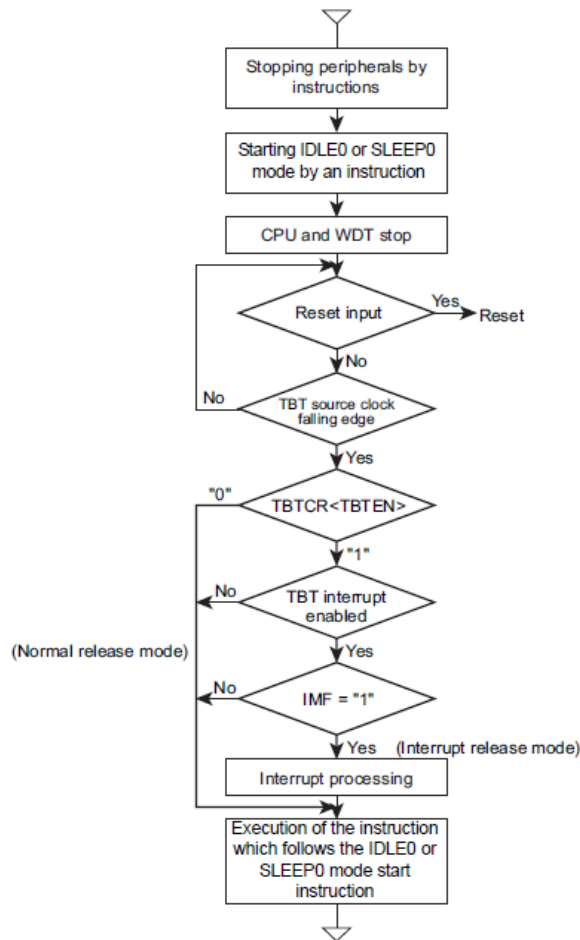 Stopping peripherals by
instructions
Starting IDLE0 or SLEEP0
mode by an instruction
CPU and WDT stop
Reset input
Yes
Reset
No
No
TBT source clock
falling edge
Yes
"0"
TBTCR<TBTEN>
"1"
No
TBT interrupt
enabled
(Normal release mode)
Yes
No
IMF = "1"
Yes (Interrupt release mode)
Interrupt processing
Execution of the instruction
which follows the IDLE0 or
SLEEP0 mode start
instruction